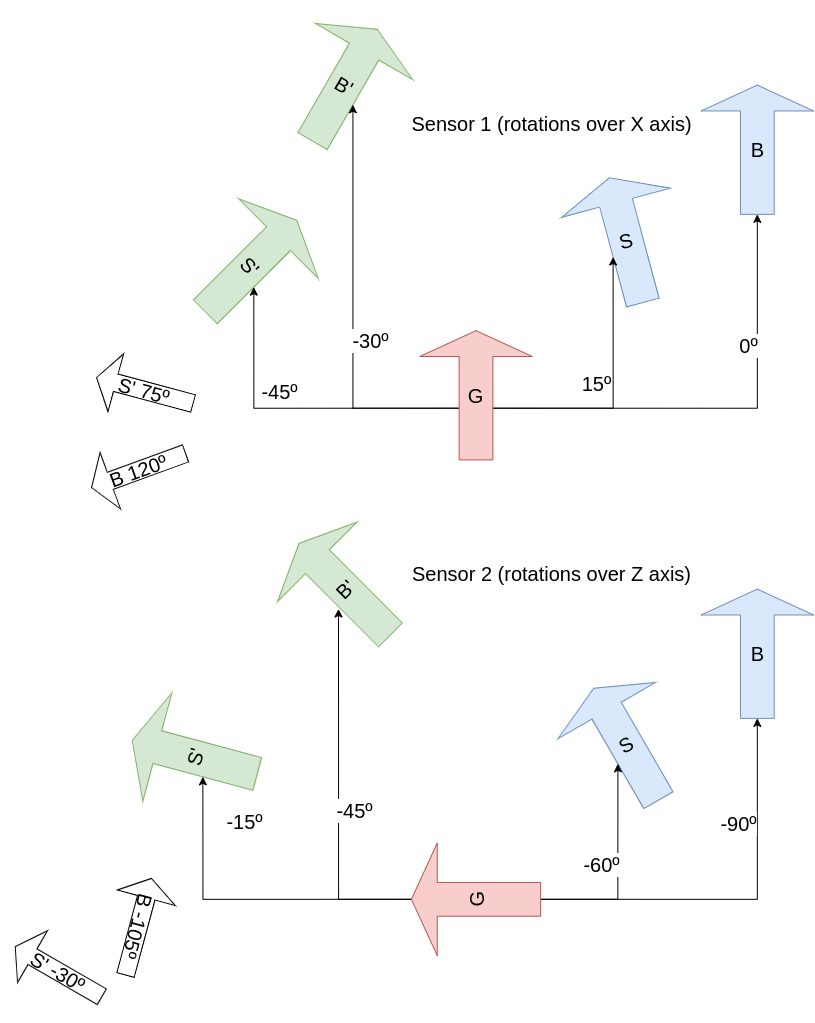 B'
Sensor 1 (rotations over X axis)
B
S
S'
-30º
0º
S' 75º
-45º
G
15º
B 120º
Sensor 2 (rotations over Z axis)
B'
B
S
S'
-15º
-45º
-90º
-60º
G
B -105º
S' -30º